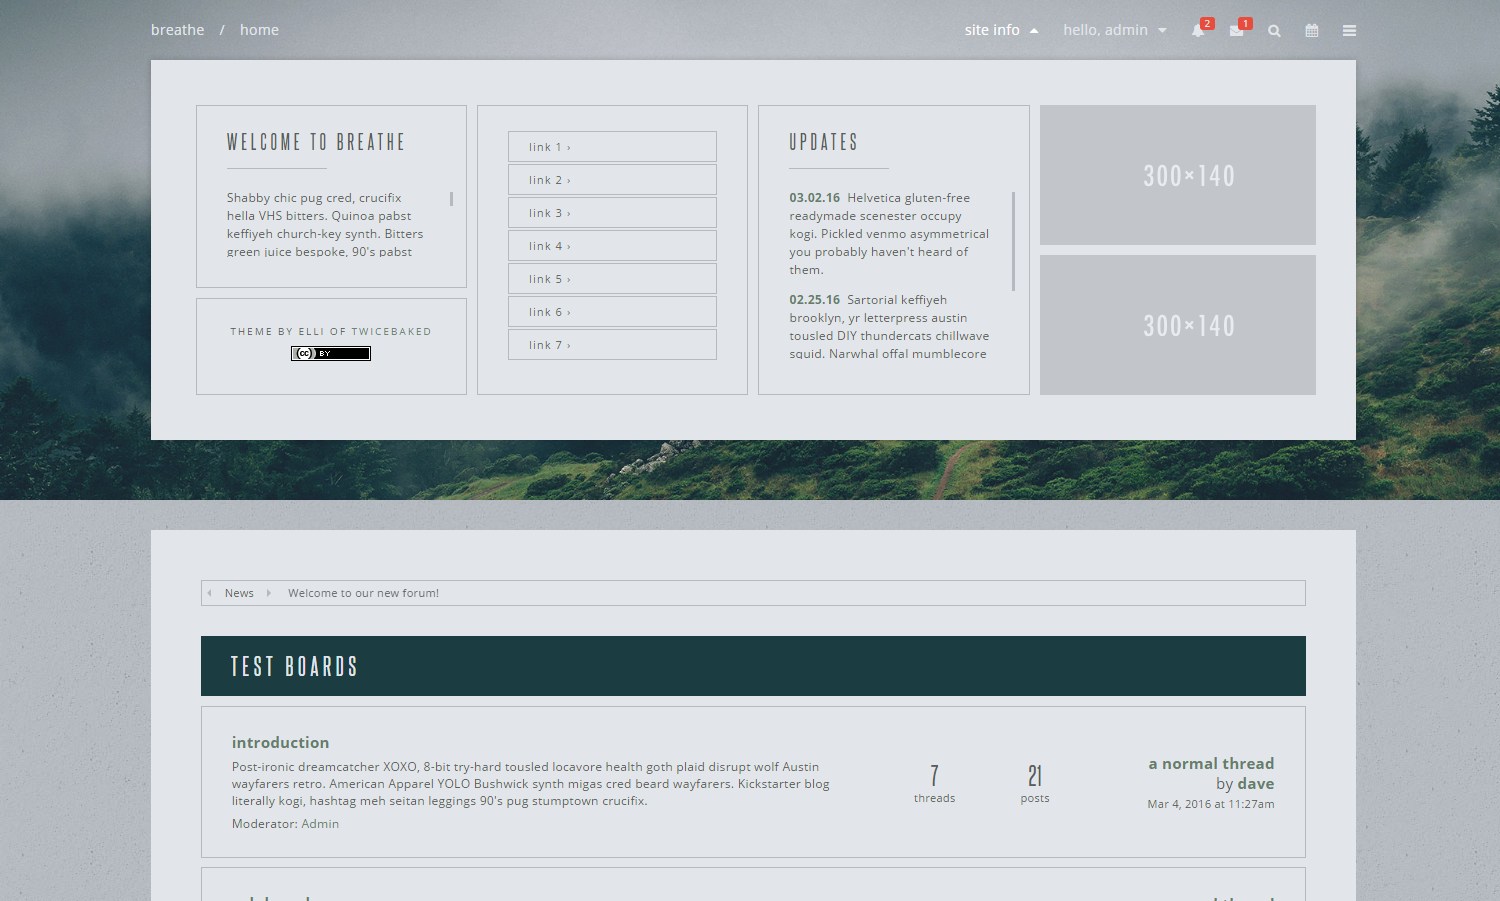 breathe / home
site info
hello, admin
2
1
WELCOME TO BREATHE
Shabby chic pug cred, crucifix
hella VHS bitters. Quinoa pabst
keffiyeh church-key synth. Bitters
green juice bespoke, 90's pabst
THEME BY ELLI OF TWICEBAKED
cc BY
link 1 ›
link 2 ›
link 3 ›
link 4 ›
link 5 ›
link 6 ›
link 7 ›
UPDATES
03.02.16 Helvetica gluten-free
readymade scenester occupy
kogi. Pickled venmo asymmetrical
you probably haven't heard of
them.
02.25.16 Sartorial keffiyeh
brooklyn, yr letterpress austin
tousled DIY thundercats chillwave
squid. Narwhal offal mumblecore
300×140
300×140
News
Welcome to our new forum!
TEST BOARDS
introduction
Post-ironic dreamcatcher XOXO, 8-bit try-hard tousled locavore health goth plaid disrupt wolf Austin
wayfarers retro. American Apparel YOLO Bushwick synth migas cred beard wayfarers. Kickstarter blog
literally kogi, hashtag meh seitan leggings 90's pug stumptown crucifix.
Moderator: Admin
7
threads
21
posts
a normal thread
by dave
Mar 4, 2016 at 11:27am